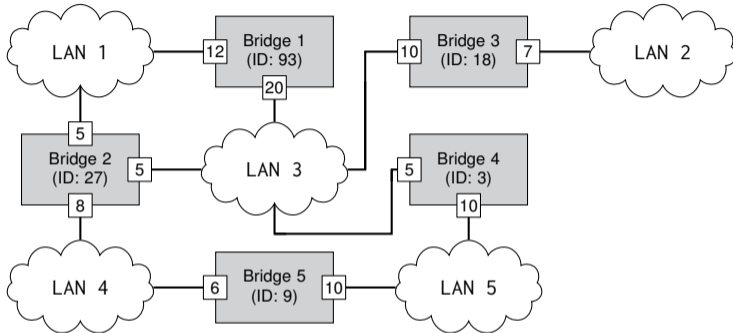 LAN 1
12
Bridge 1
(ID: 93)
20
10
Bridge 3
(ID: 18)
7
LAN 2
5
Bridge 2
(ID: 27)
5
8
LAN 3
5
Bridge 4
(ID: 3)
10
LAN 4
6
Bridge 5
(ID: 9)
10
LAN 5